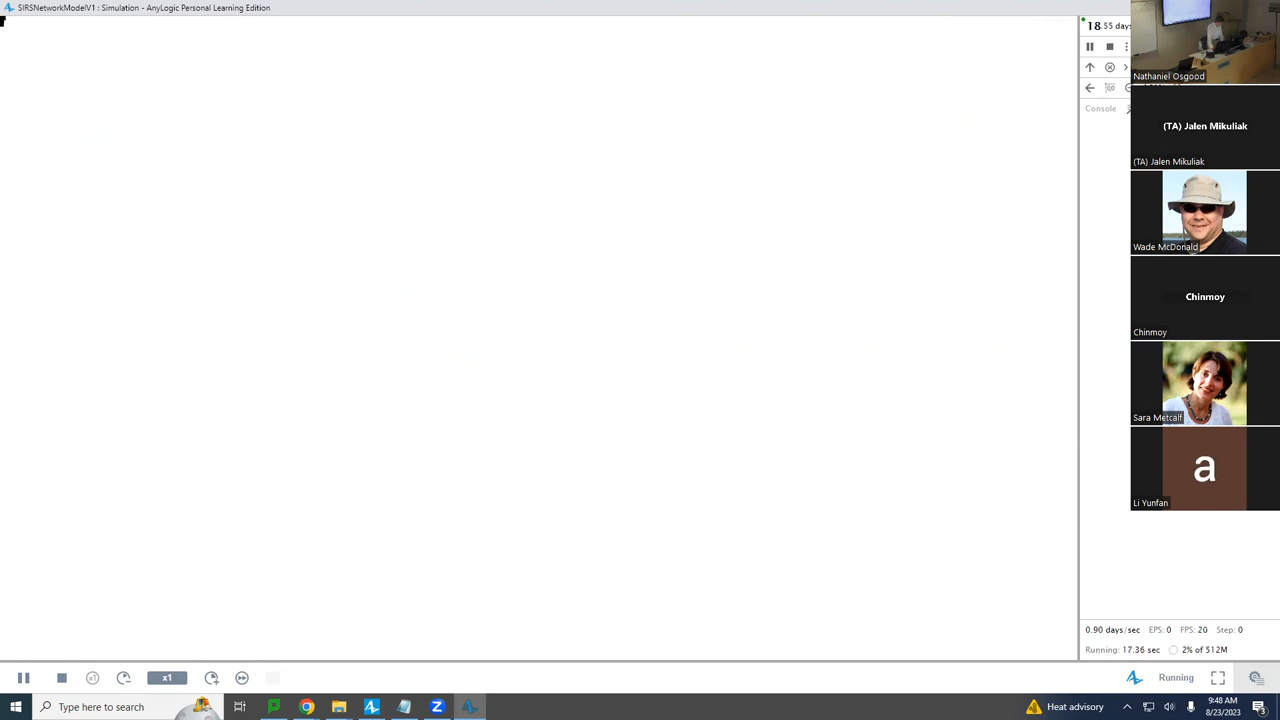 SIRSNetworkModelV1 : Simulation - AnyLogic Personal Learning Edition
18.55 days
Console
Nathaniel Osgood
(TA) Jalen Mikuliak
(TA) Jalen Mikuliak
Wade McDonald
Chinmoy
Chinmoy
Sara Metcalf
a
Li Yunfan
0.90 days/sec EPS: 0 FPS: 20 Step: 0
Running: 17.36 sec 2% of 512M
x1
Running
Type here to search
Heat advisory
9:48 AM
8/23/2023
3